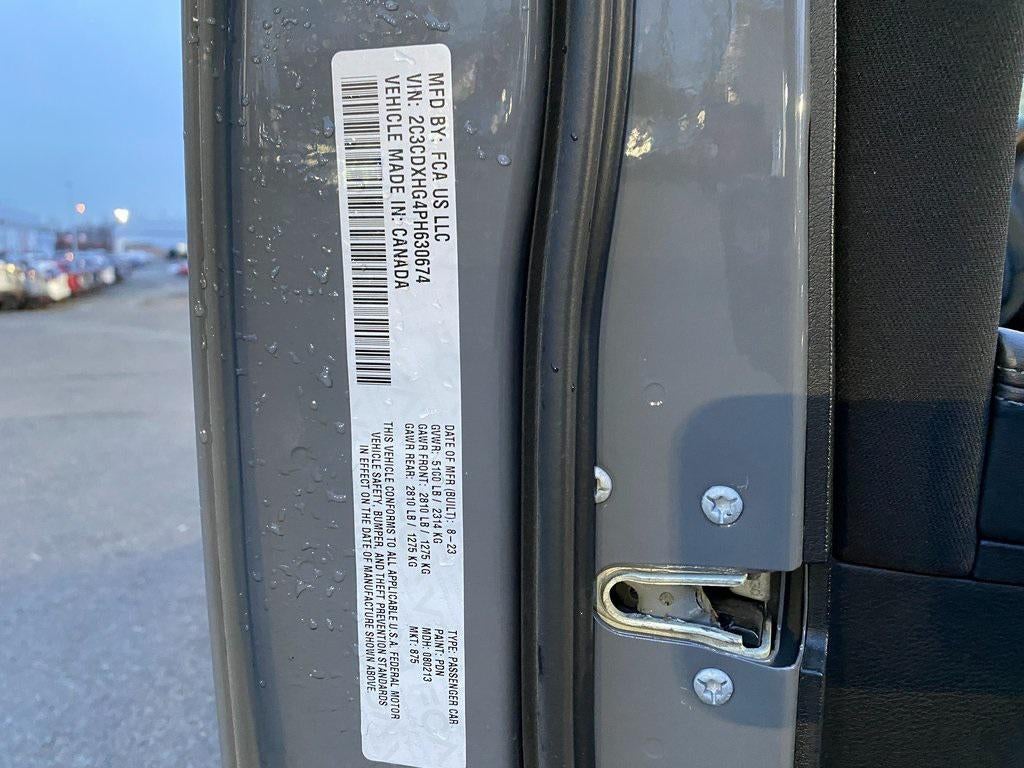 MFD BY: FCA US LLC
VIN: 2C3CDXHG4PH630674
VEHICLE MADE IN: CANADA
DATE OF MFR (BUILT): 8-23
GVWR: 5100 LB / 2314 KG
GAWR FRONT: 2810 LB / 1275 KG
GAWR REAR: 2810 LB / 1275 KG
TYPE: PASSENGER CAR
PAINT: PDN
MDH: 080213
MKT: 875
THIS VEHICLE CONFORMS TO ALL APPLICABLE U.S.A. FEDERAL MOTOR
VEHICLE SAFETY, BUMPER, AND THEFT PREVENTION STANDARDS
IN EFFECT ON THE DATE OF MANUFACTURE SHOWN ABOVE.